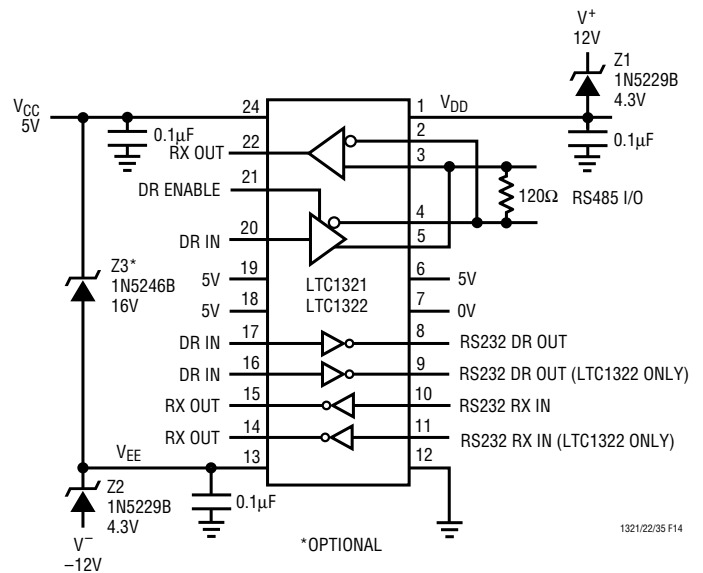 V+
12V
Z1
1N5229B
4.3V
VCC
5V
24
1
VDD
0.1µF
2
0.1µF
RX OUT
22
3
21
DR ENABLE
120Ω
RS485 I/O
4
20
DR IN
5
Z3*
1N5246B
16V
5V
19
LTC1321
LTC1322
6
5V
5V
18
7
0V
DR IN
17
8
RS232 DR OUT
DR IN
16
9
RS232 DR OUT (LTC1322 ONLY)
RX OUT
15
10
RS232 RX IN
RX OUT
14
11
RS232 RX IN (LTC1322 ONLY)
VEE
13
12
Z2
1N5229B
4.3V
0.1µF
V−
−12V
*OPTIONAL
1321/22/35 F14